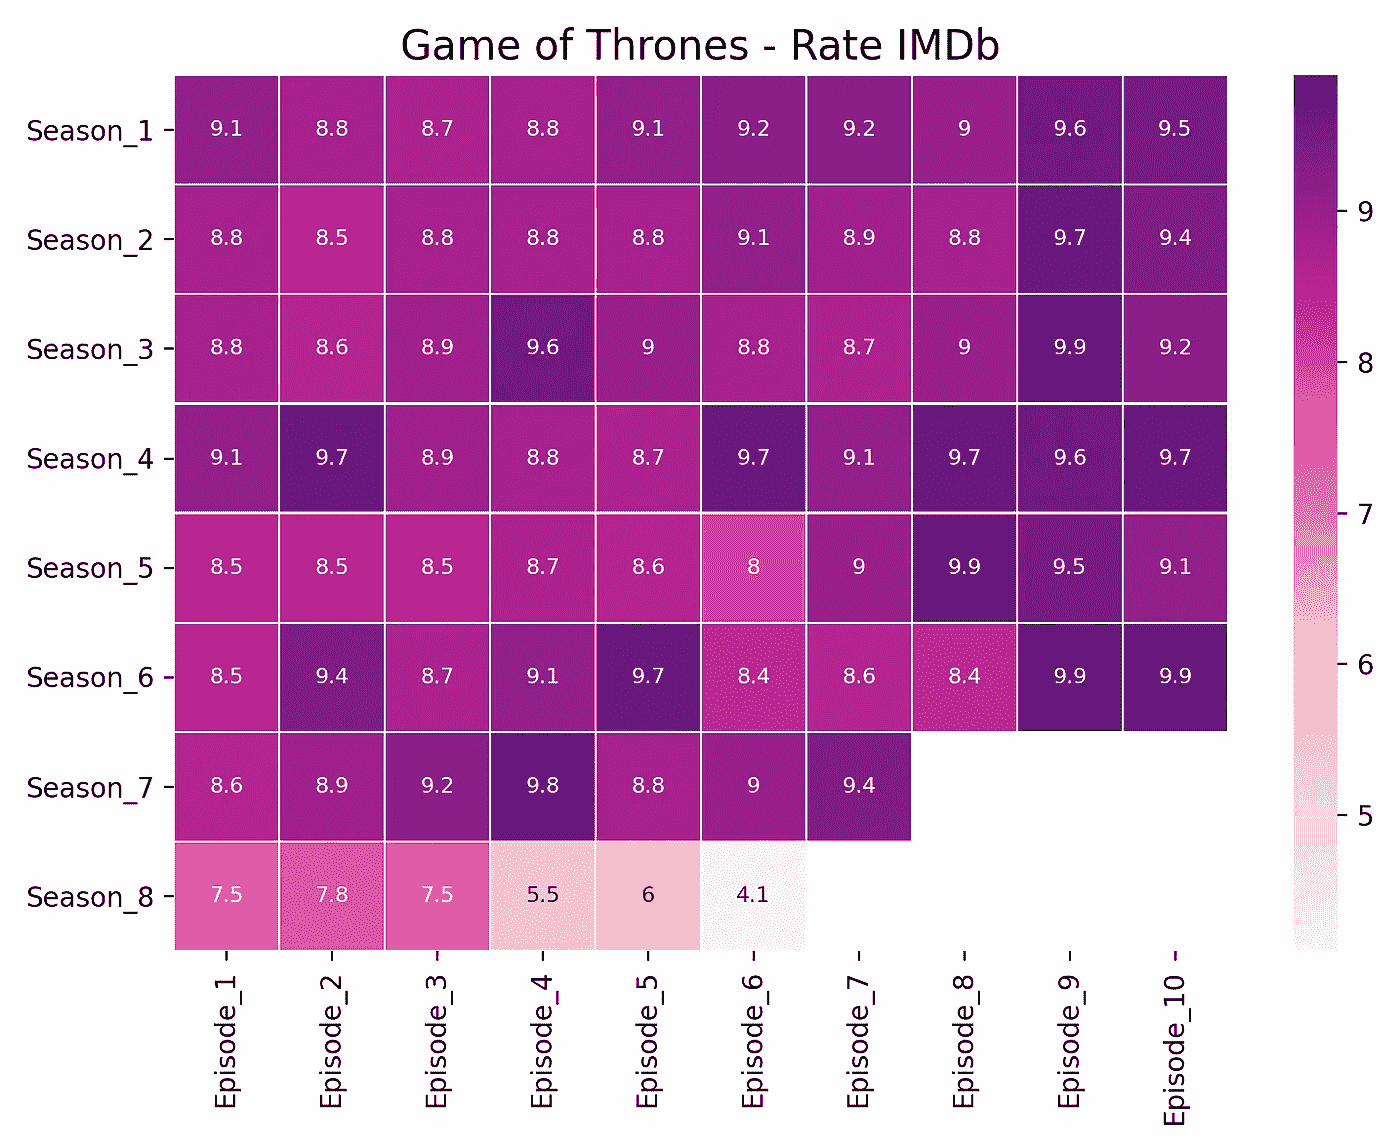 Game of Thrones - Rate IMDb
Season_1 9.1 8.8 8.7 8.8 9.1 9.2 9.2 9 9.6 9.5
Season_2 8.8 8.5 8.8 8.8 8.8 9.1 8.9 8.8 9.7 9.4
Season_3 8.8 8.6 8.9 9.6 9 8.8 8.7 9 9.9 9.2
Season_4 9.1 9.7 8.9 8.8 8.7 9.7 9.1 9.7 9.6 9.7
Season_5 8.5 8.5 8.5 8.7 8.6 8 9 9.9 9.5 9.1
Season_6 8.5 9.4 8.7 9.1 9.7 8.4 8.6 8.4 9.9 9.9
Season_7 8.6 8.9 9.2 9.8 8.8 9 9.4
Season_8 7.5 7.8 7.5 5.5 6 4.1
Episode_1 Episode_2 Episode_3 Episode_4 Episode_5 Episode_6 Episode_7 Episode_8 Episode_9 Episode_10
9
8
7
6
5